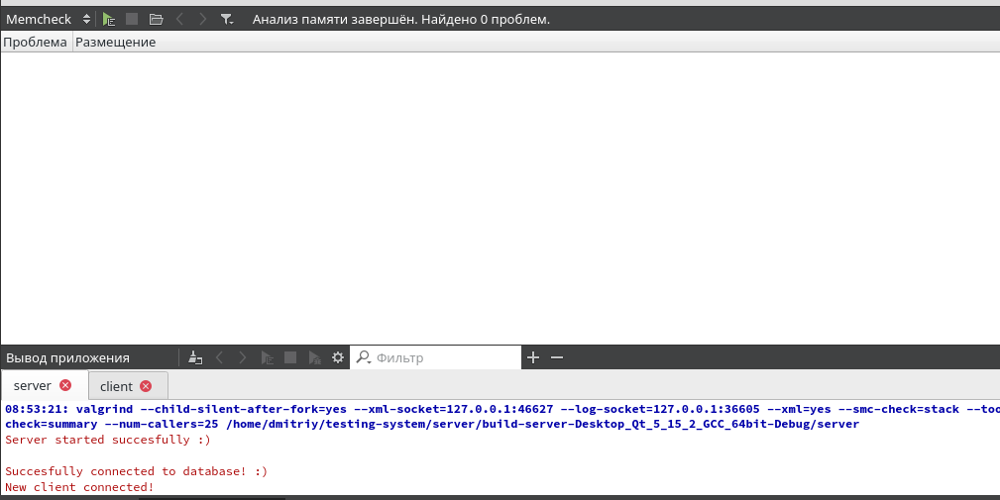 Memcheck Анализ памяти завершён. Найдено 0 проблем.
Проблема Размещение
Вывод приложения Фильтр
server client
08:53:21: valgrind --child-silent-after-fork=yes --xml-socket=127.0.0.1:46627 --log-socket=127.0.0.1:36605 --xml=yes --smc-check=stack --too
check=summary --num-callers=25 /home/dmitriy/testing-system/server/build-server-Desktop_Qt_5_15_2_GCC_64bit-Debug/server
Server started succesfully :)
Succesfully connected to database! :)
New client connected!